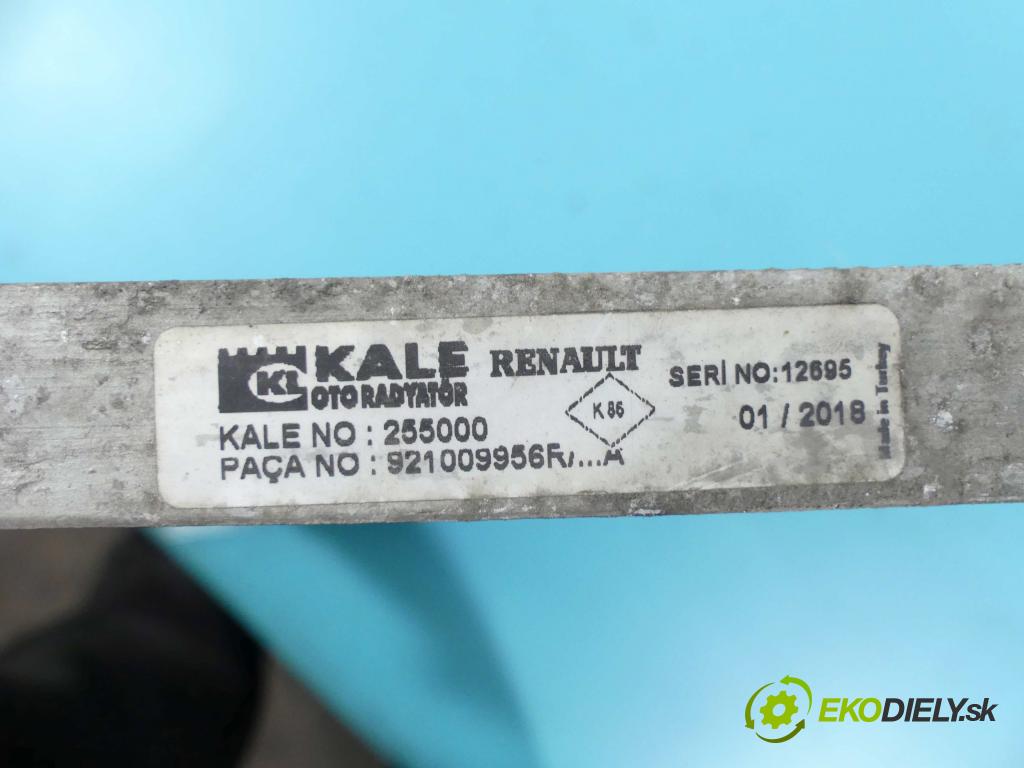 KL KALE
OTO RADYATÖR
RENAULT
K 85
SERİ NO:12695
01 / 2018
Made in Turkey
KALE NO : 255000
PAÇA NO : 921009956R/...A
EKODIELY.sk